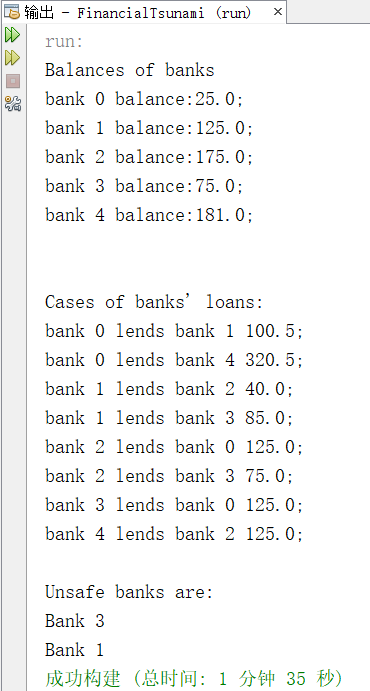 输出 - FinancialTsunami (run) ×
run:
Balances of banks
bank 0 balance:25.0;
bank 1 balance:125.0;
bank 2 balance:175.0;
bank 3 balance:75.0;
bank 4 balance:181.0;
Cases of banks' loans:
bank 0 lends bank 1 100.5;
bank 0 lends bank 4 320.5;
bank 1 lends bank 2 40.0;
bank 1 lends bank 3 85.0;
bank 2 lends bank 0 125.0;
bank 2 lends bank 3 75.0;
bank 3 lends bank 0 125.0;
bank 4 lends bank 2 125.0;
Unsafe banks are:
Bank 3
Bank 1
成功构建 (总时间: 1 分钟 35 秒)